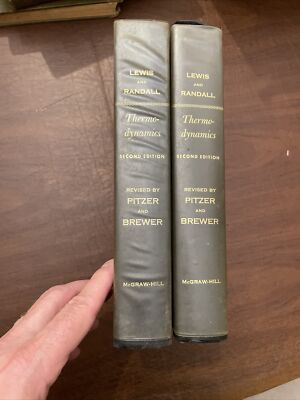 LEWIS
AND
RANDALL
Thermo-
dynamics
SECOND EDITION
REVISED BY
PITZER
AND
BREWER
McGRAW-HILL
LEWIS
AND
RANDALL
Thermo-
dynamics
SECOND EDITION
REVISED BY
PITZER
AND
BREWER
McGRAW-HILL